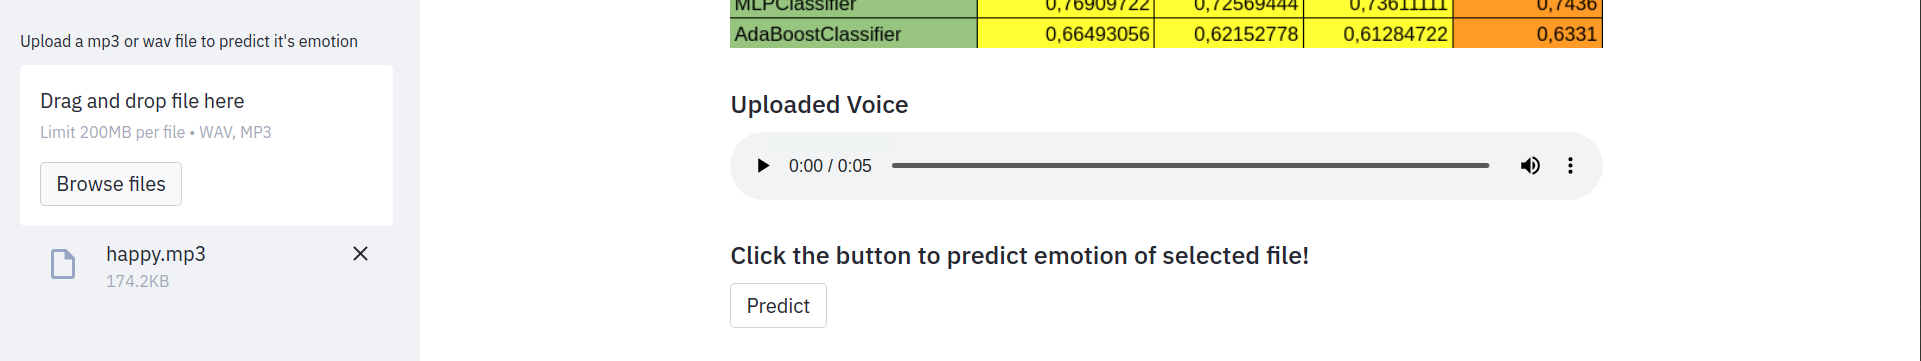 Upload a mp3 or wav file to predict it's emotion
Drag and drop file here
Limit 200MB per file • WAV, MP3
Browse files
happy.mp3
174.2KB
MLPClassifier 0,76909722 0,72569444 0,73611111 0,7436
AdaBoostClassifier 0,66493056 0,62152778 0,61284722 0,6331
Uploaded Voice
0:00 / 0:05
Click the button to predict emotion of selected file!
Predict